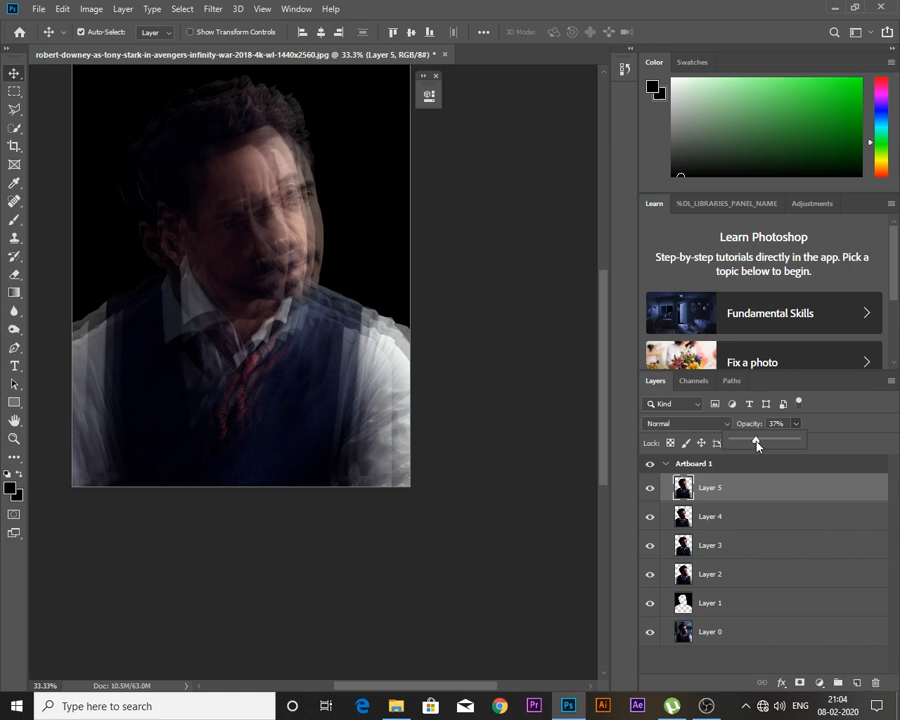 Ps File Edit Image Layer Type Select Filter 3D View Window Help
Auto-Select: Layer Show Transform Controls 3D Mode:
robert-downey-as-tony-stark-in-avengers-infinity-war-2018-4k-wl-1440x2560.jpg @ 33.3% (Layer 5, RGB/8#) *
Color Swatches
Learn %DL_LIBRARIES_PANEL_NAME Adjustments
Learn Photoshop
Step-by-step tutorials directly in the app. Pick a
topic below to begin.
Fundamental Skills
Fix a photo
Layers Channels Paths
Kind
Normal Opacity: 37%
Lock:
Artboard 1
Layer 5
Layer 4
Layer 3
Layer 2
Layer 1
Layer 0
33.33% Doc: 10.5M/63.0M
Type here to search
Pr Ps Ai Ae
ENG
21:04
08-02-2020